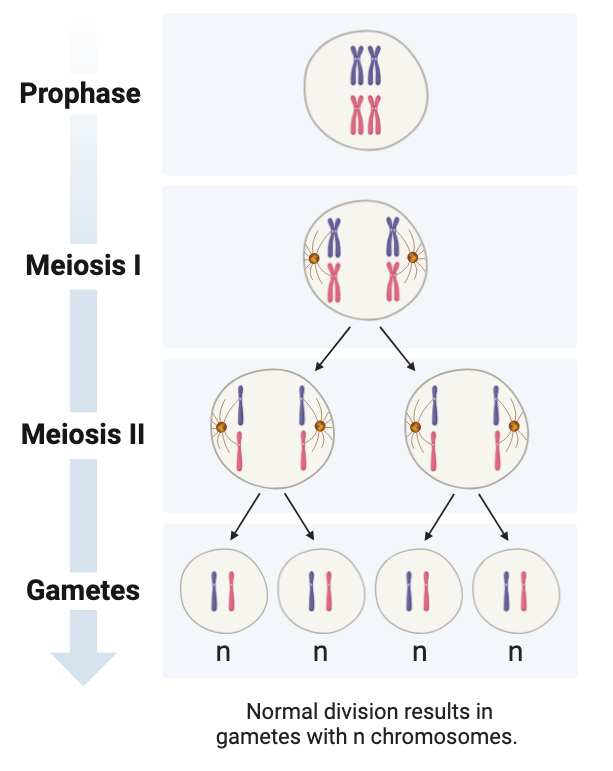 Prophase
Meiosis I
Meiosis II
Gametes
n n n n
Normal division results in
gametes with n chromosomes.